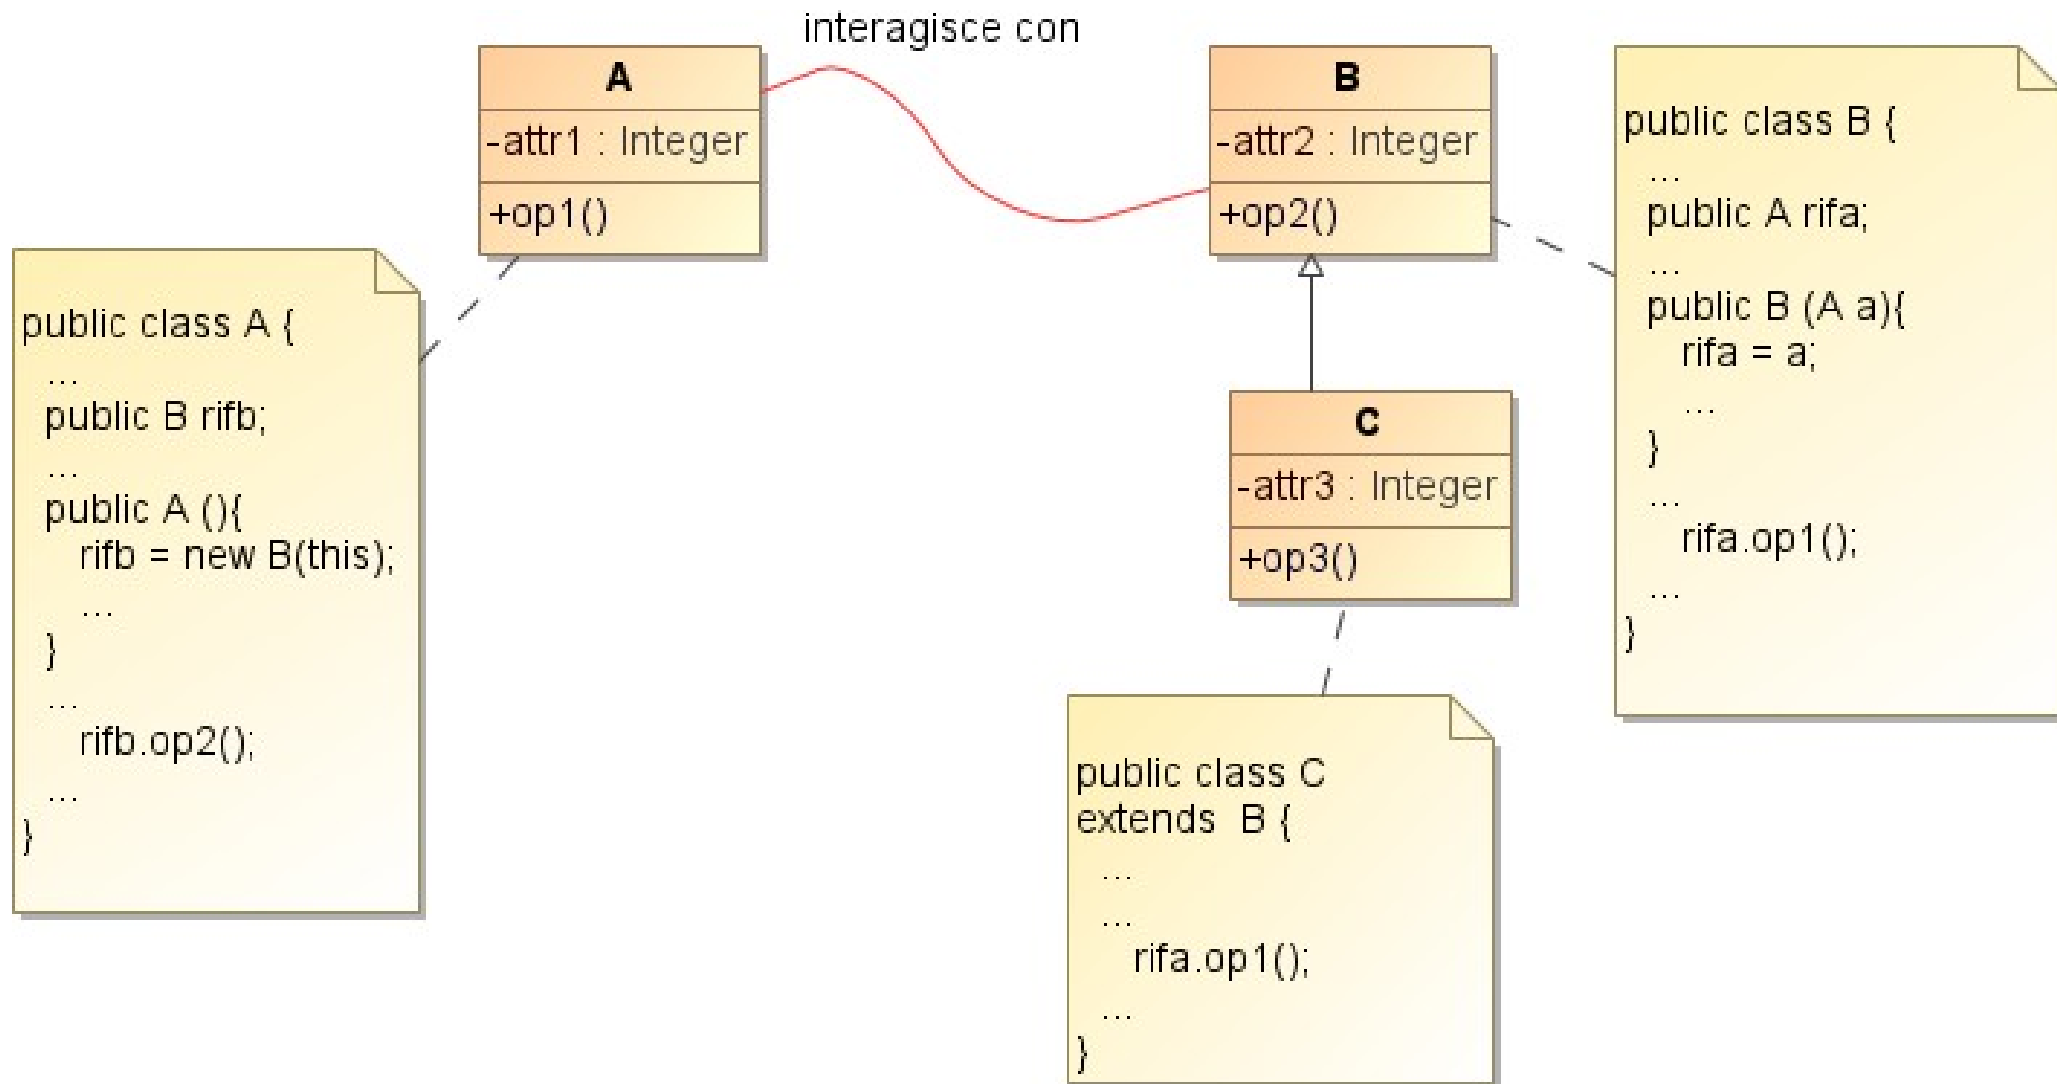 interagisce con
A
-attr1 : Integer
+op1()
B
-attr2 : Integer
+op2()
public class B {
...
public A rifa;
...
public B (A a){
rifa = a;
...
}
...
rifa.op1();
...
}
public class A {
...
public B rifb;
...
public A (){
rifb = new B(this);
...
}
...
rifb.op2();
...
}
C
-attr3 : Integer
+op3()
public class C
extends B {
...
...
rifa.op1();
...
}